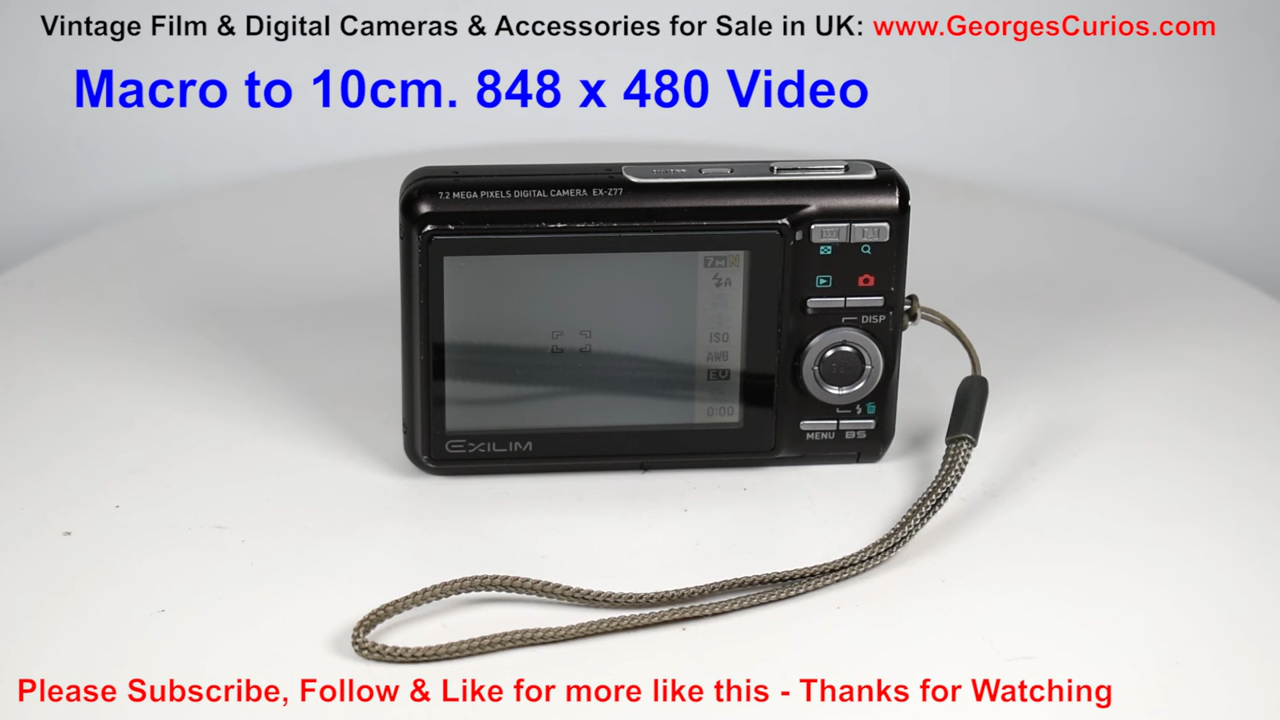 Vintage Film & Digital Cameras & Accessories for Sale in UK: www.GeorgesCurios.com
Macro to 10cm. 848 x 480 Video
7.2 MEGA PIXELS DIGITAL CAMERA EX-Z77
7M N
A
ISO
AWB
EV
0:00
DISP
SET
MENU BS
EXILIM
Please Subscribe, Follow & Like for more like this - Thanks for Watching